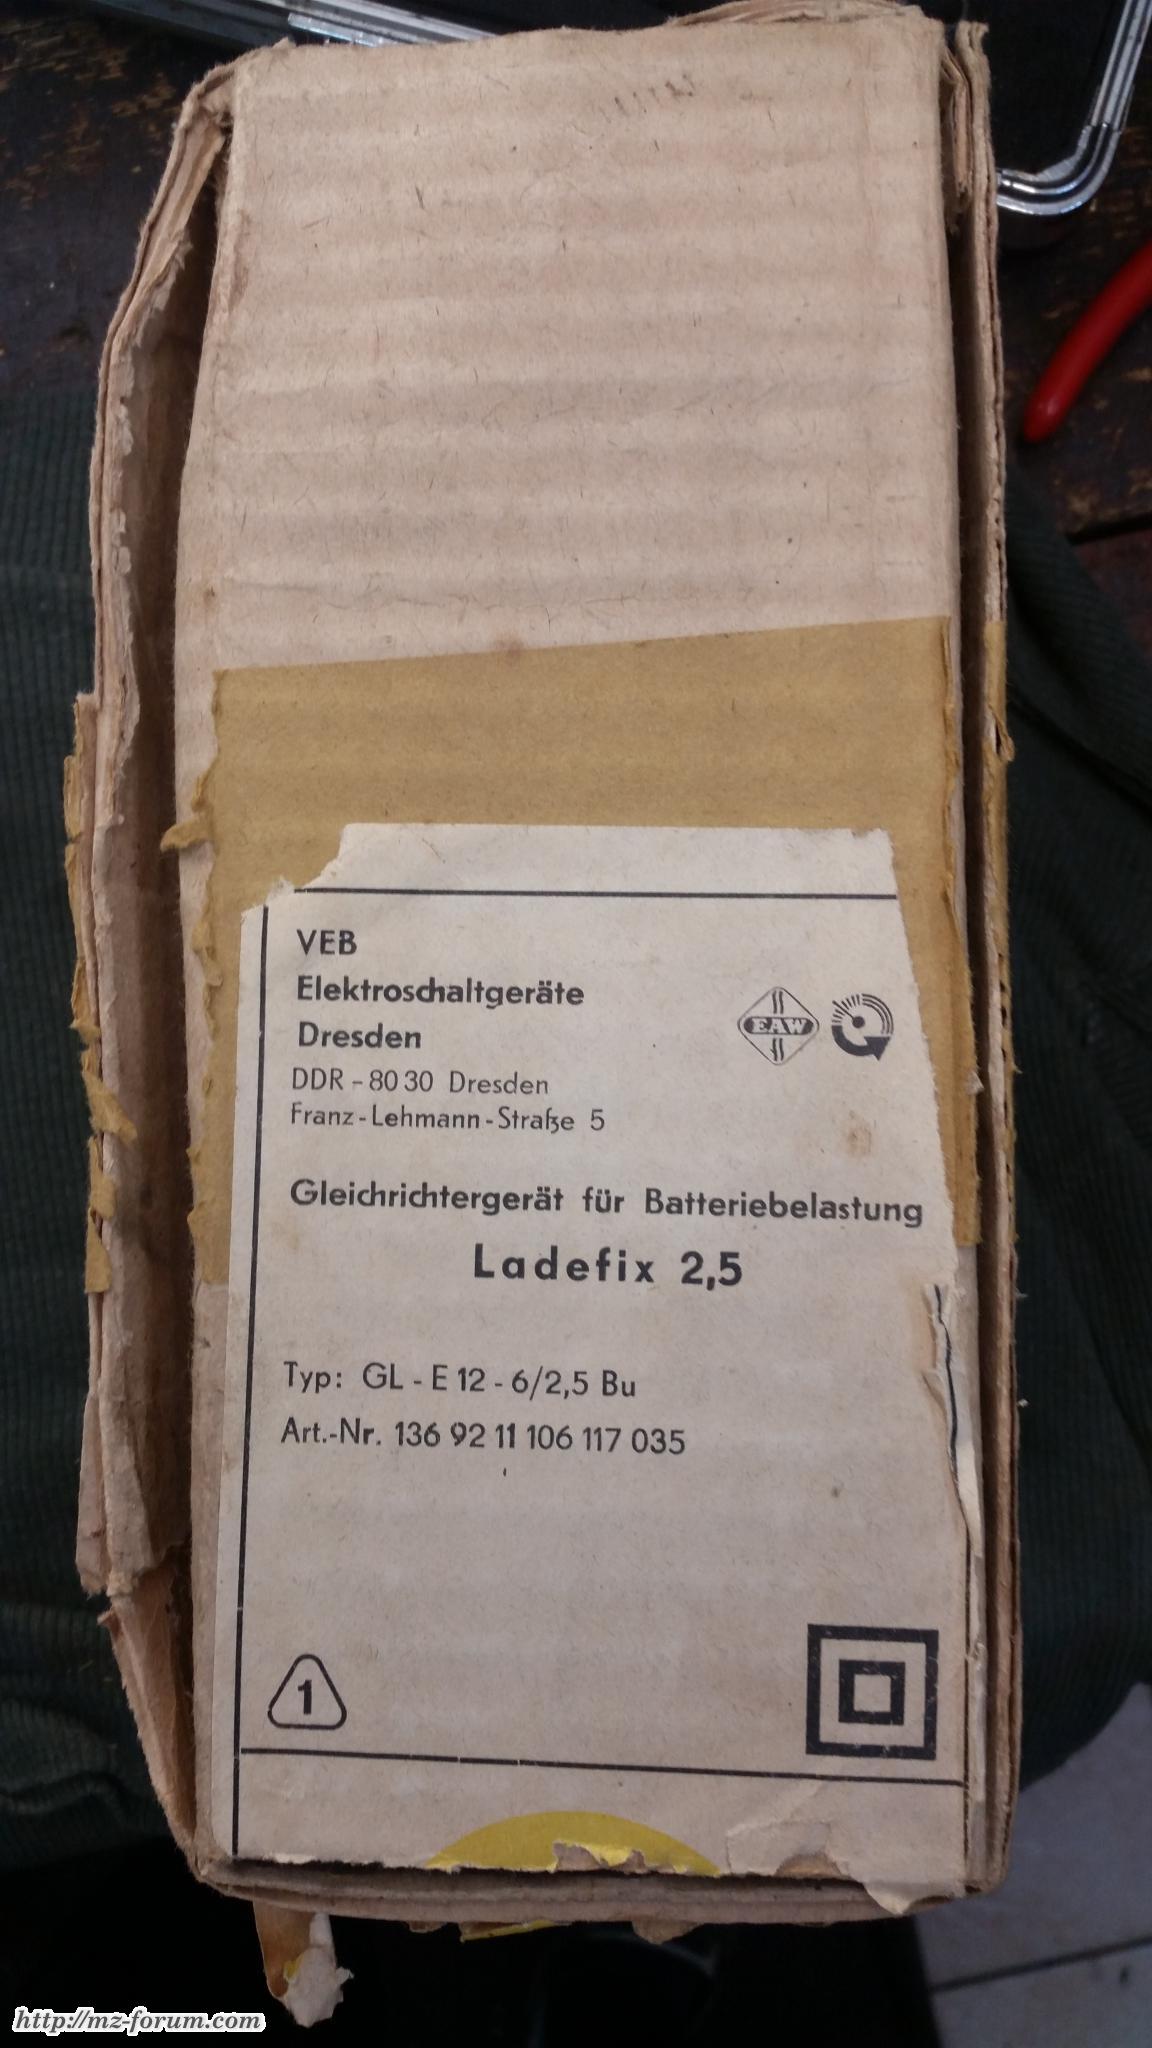 VEB
Elektroschaltgeräte
Dresden
EAW
DDR - 80 30 Dresden
Franz - Lehmann - Straße 5
Gleichrichtergerät für Batteriebelastung
Ladefix 2,5
Typ: GL - E 12 - 6/2,5 Bu
Art.-Nr. 136 92 11 106 117 035
1
http://mz-forum.com